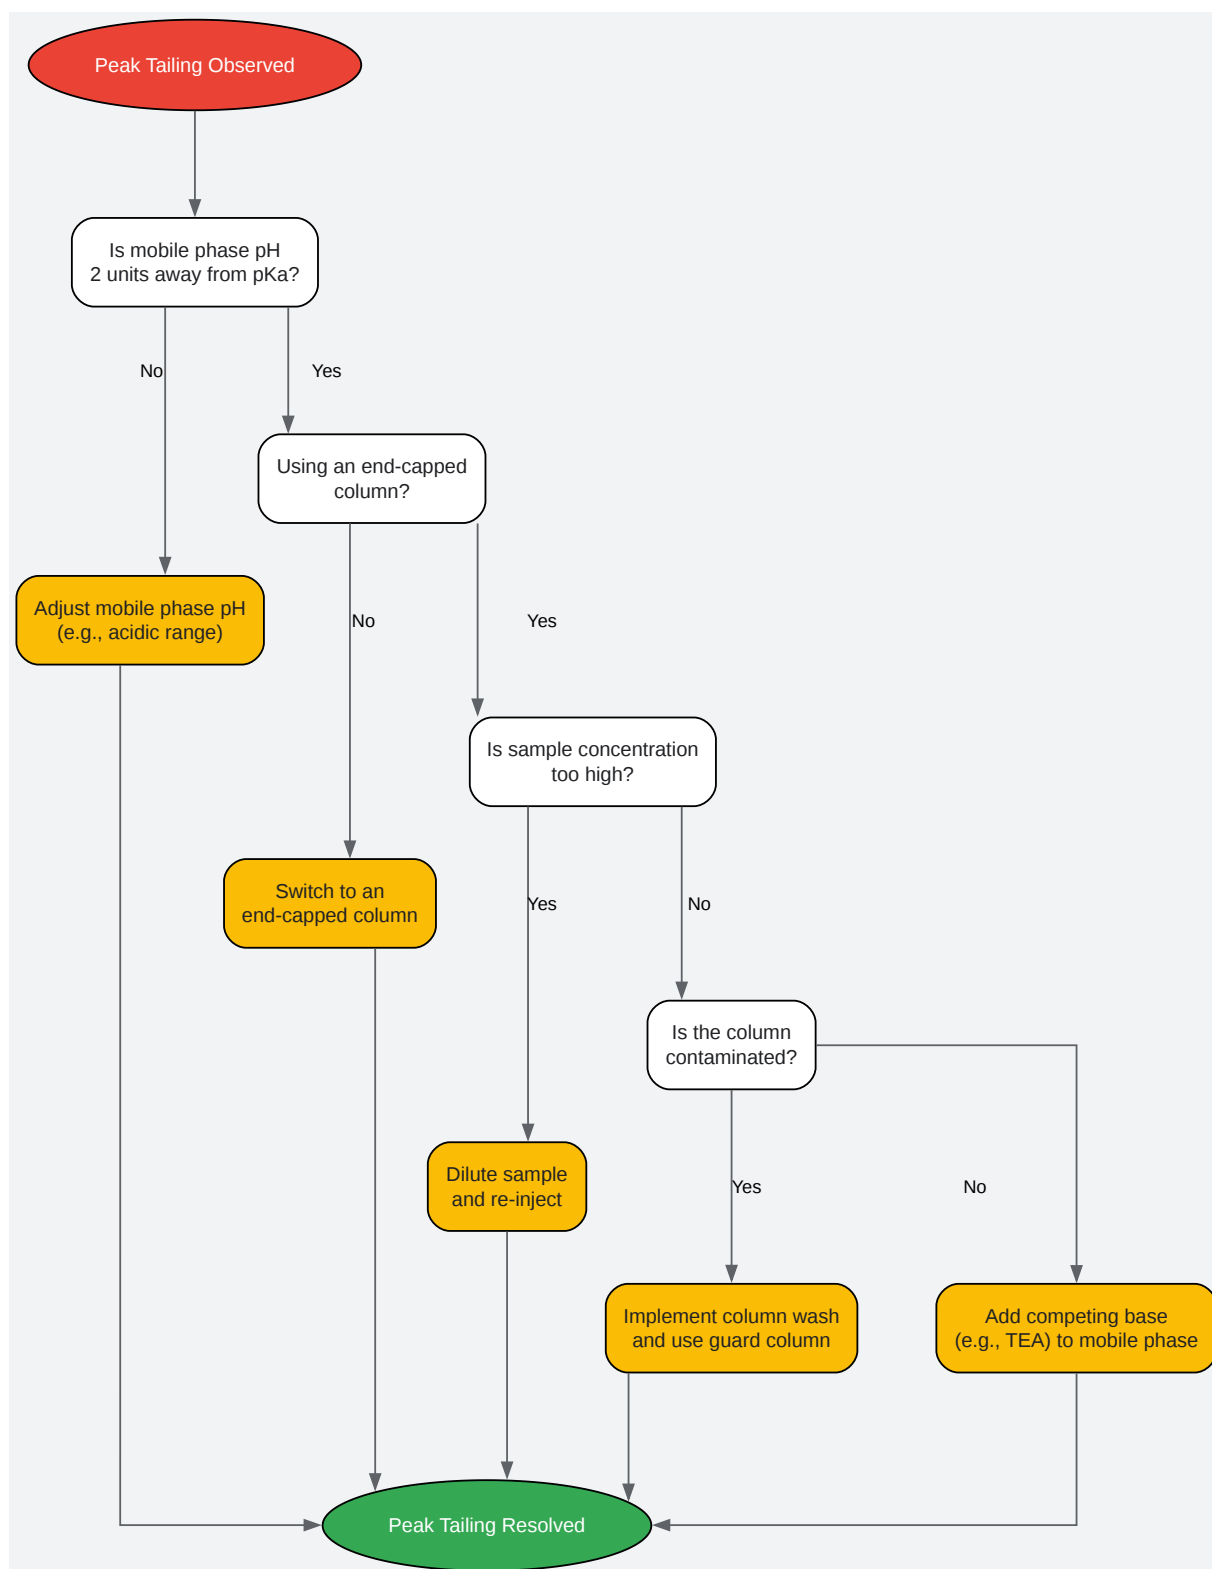 Peak Tailing Observed
Is mobile phase pH
2 units away from pKa?
No
Yes
Using an end-capped
column?
Adjust mobile phase pH
(e.g., acidic range)
No
Yes
Is sample concentration
too high?
Switch to an
end-capped column
Yes
No
Is the column
contaminated?
Dilute sample
and re-inject
Yes
No
Implement column wash
and use guard column
Add competing base
(e.g., TEA) to mobile phase
Peak Tailing Resolved